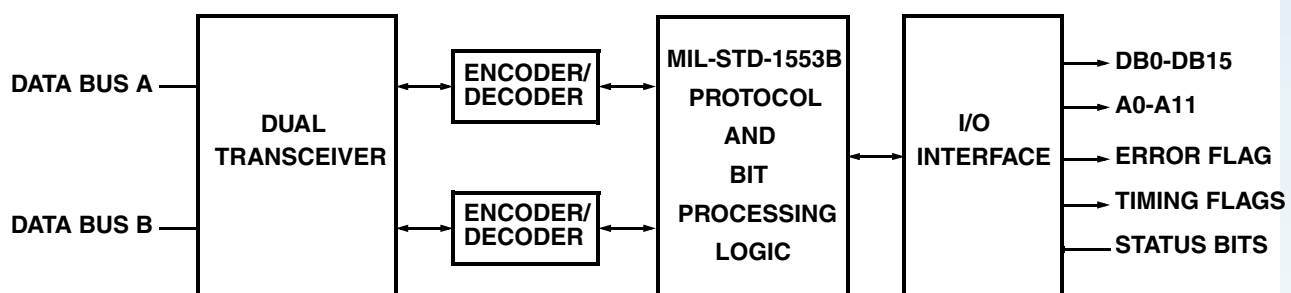 DATA BUS A
DATA BUS B
DUAL
TRANSCEIVER
ENCODER/
DECODER
ENCODER/
DECODER
MIL-STD-1553B
PROTOCOL
AND
BIT
PROCESSING
LOGIC
I/O
INTERFACE
DB0-DB15
A0-A11
ERROR FLAG
TIMING FLAGS
STATUS BITS